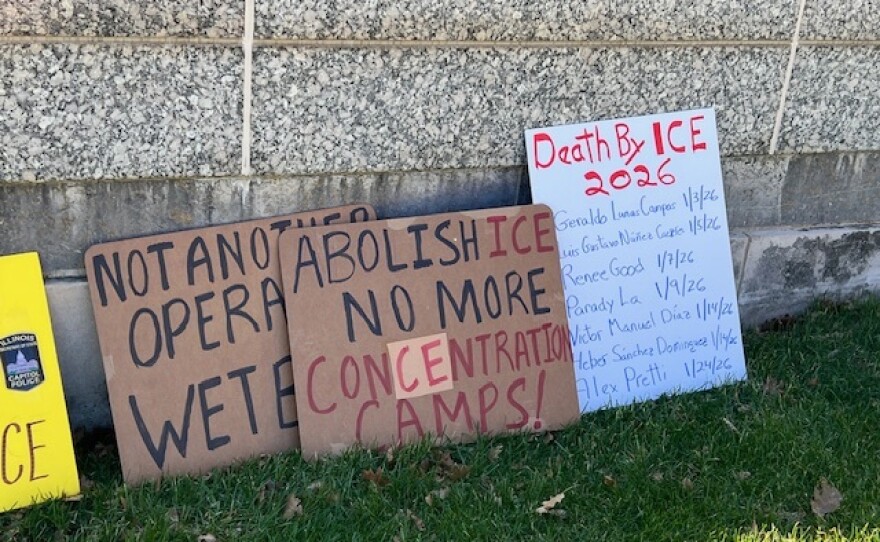 ILLINOIS
CAPITOL
POLICE
CE
NOT ANOTHER
OPERA
WETB
ABOLISH ICE
NO MORE
CONCENTRATION
CAMPS!
Death By ICE
2026
Geraldo Lunas Campos 1/3/26
Luis Gustavo Núñez 1/5/26
Renee Good 1/7/26
Parady La 1/9/26
Victor Manuel Díaz 1/14/26
Heber Sánchez Domínguez 1/14/26
Alex Pretti 1/24/26